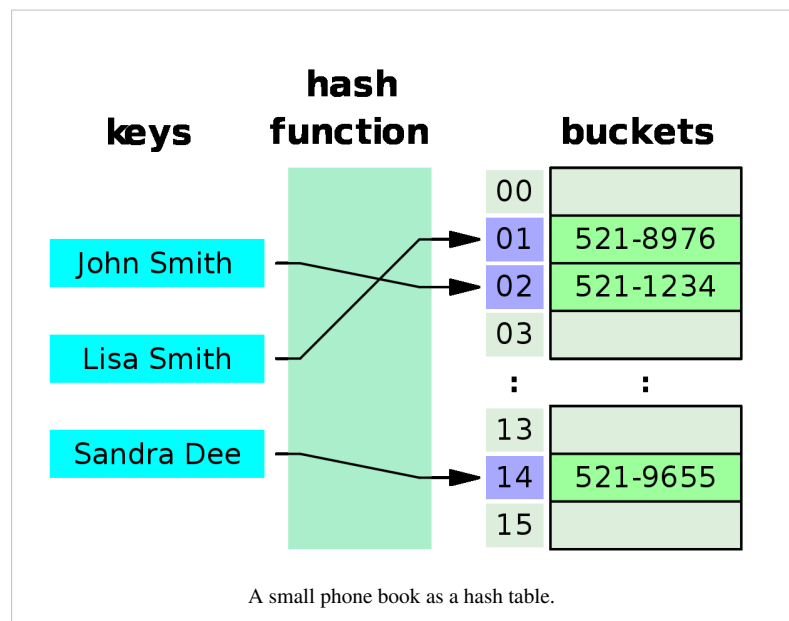 hash
keys function buckets
00
01 521-8976
John Smith
02 521-1234
03
Lisa Smith
: :
13
Sandra Dee
14 521-9655
15
A small phone book as a hash table.